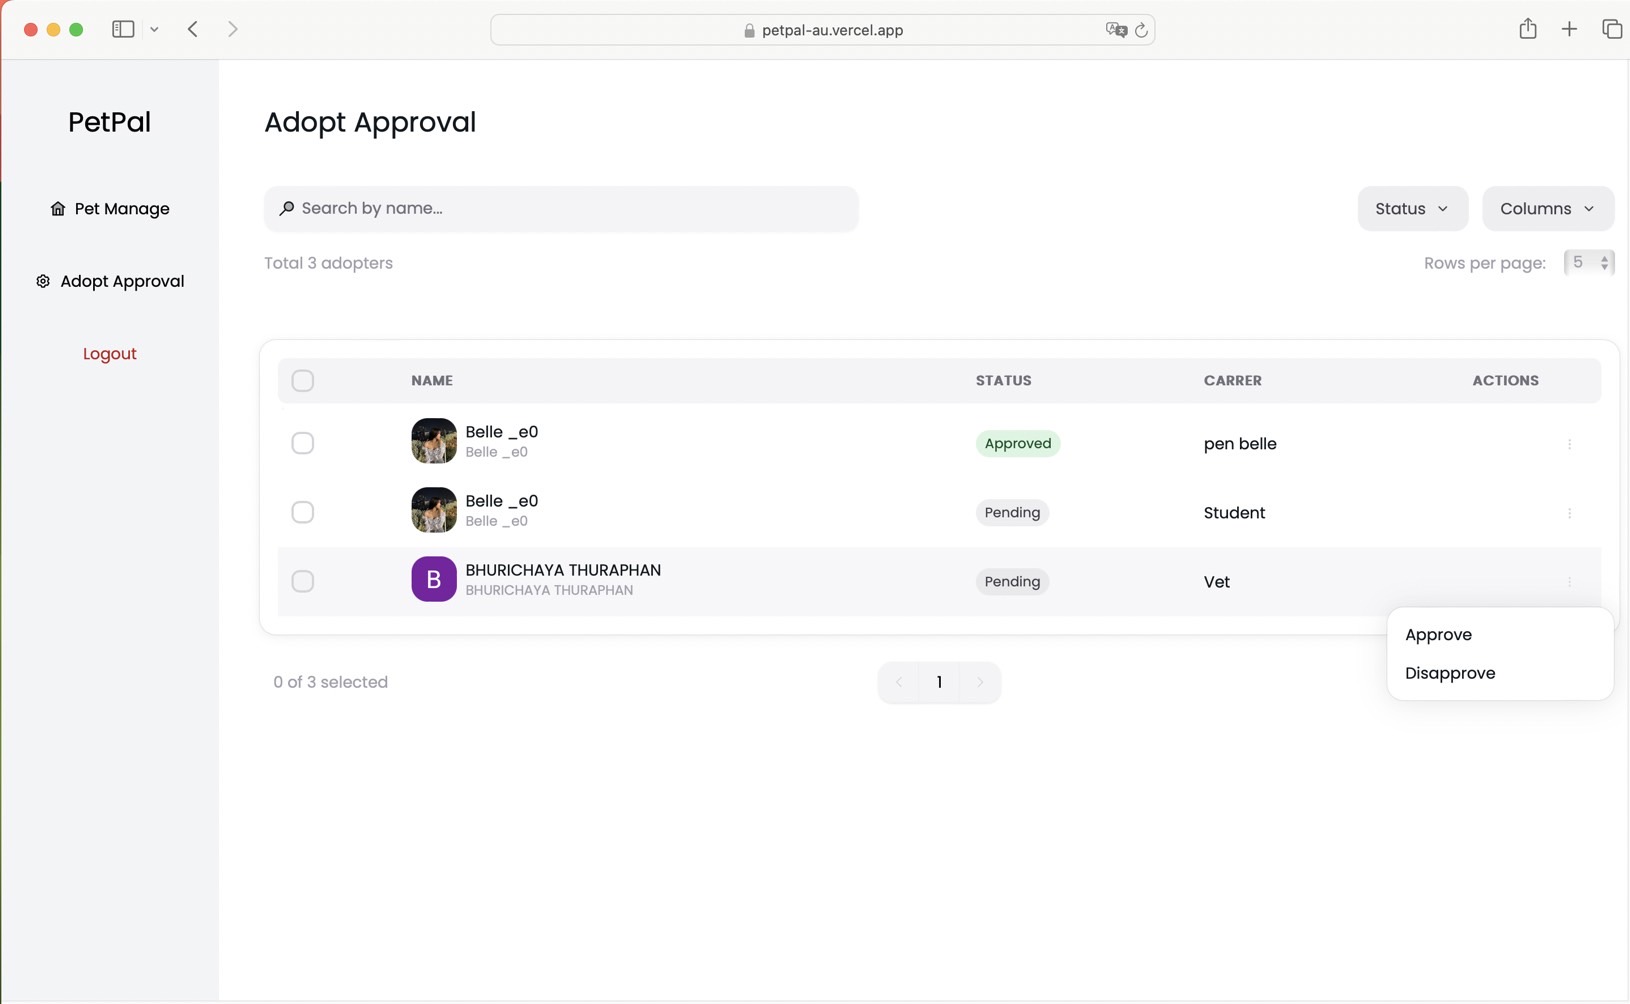 petpal-au.vercel.app
PetPal
Pet Manage
Adopt Approval
Logout
Adopt Approval
Search by name...
Status
Columns
Total 3 adopters
Rows per page: 5
NAME STATUS CARRER ACTIONS
Belle _e0
Belle _e0
Approved
pen belle
Belle _e0
Belle _e0
Pending
Student
B
BHURICHAYA THURAPHAN
BHURICHAYA THURAPHAN
Pending
Vet
Approve
Disapprove
0 of 3 selected
1